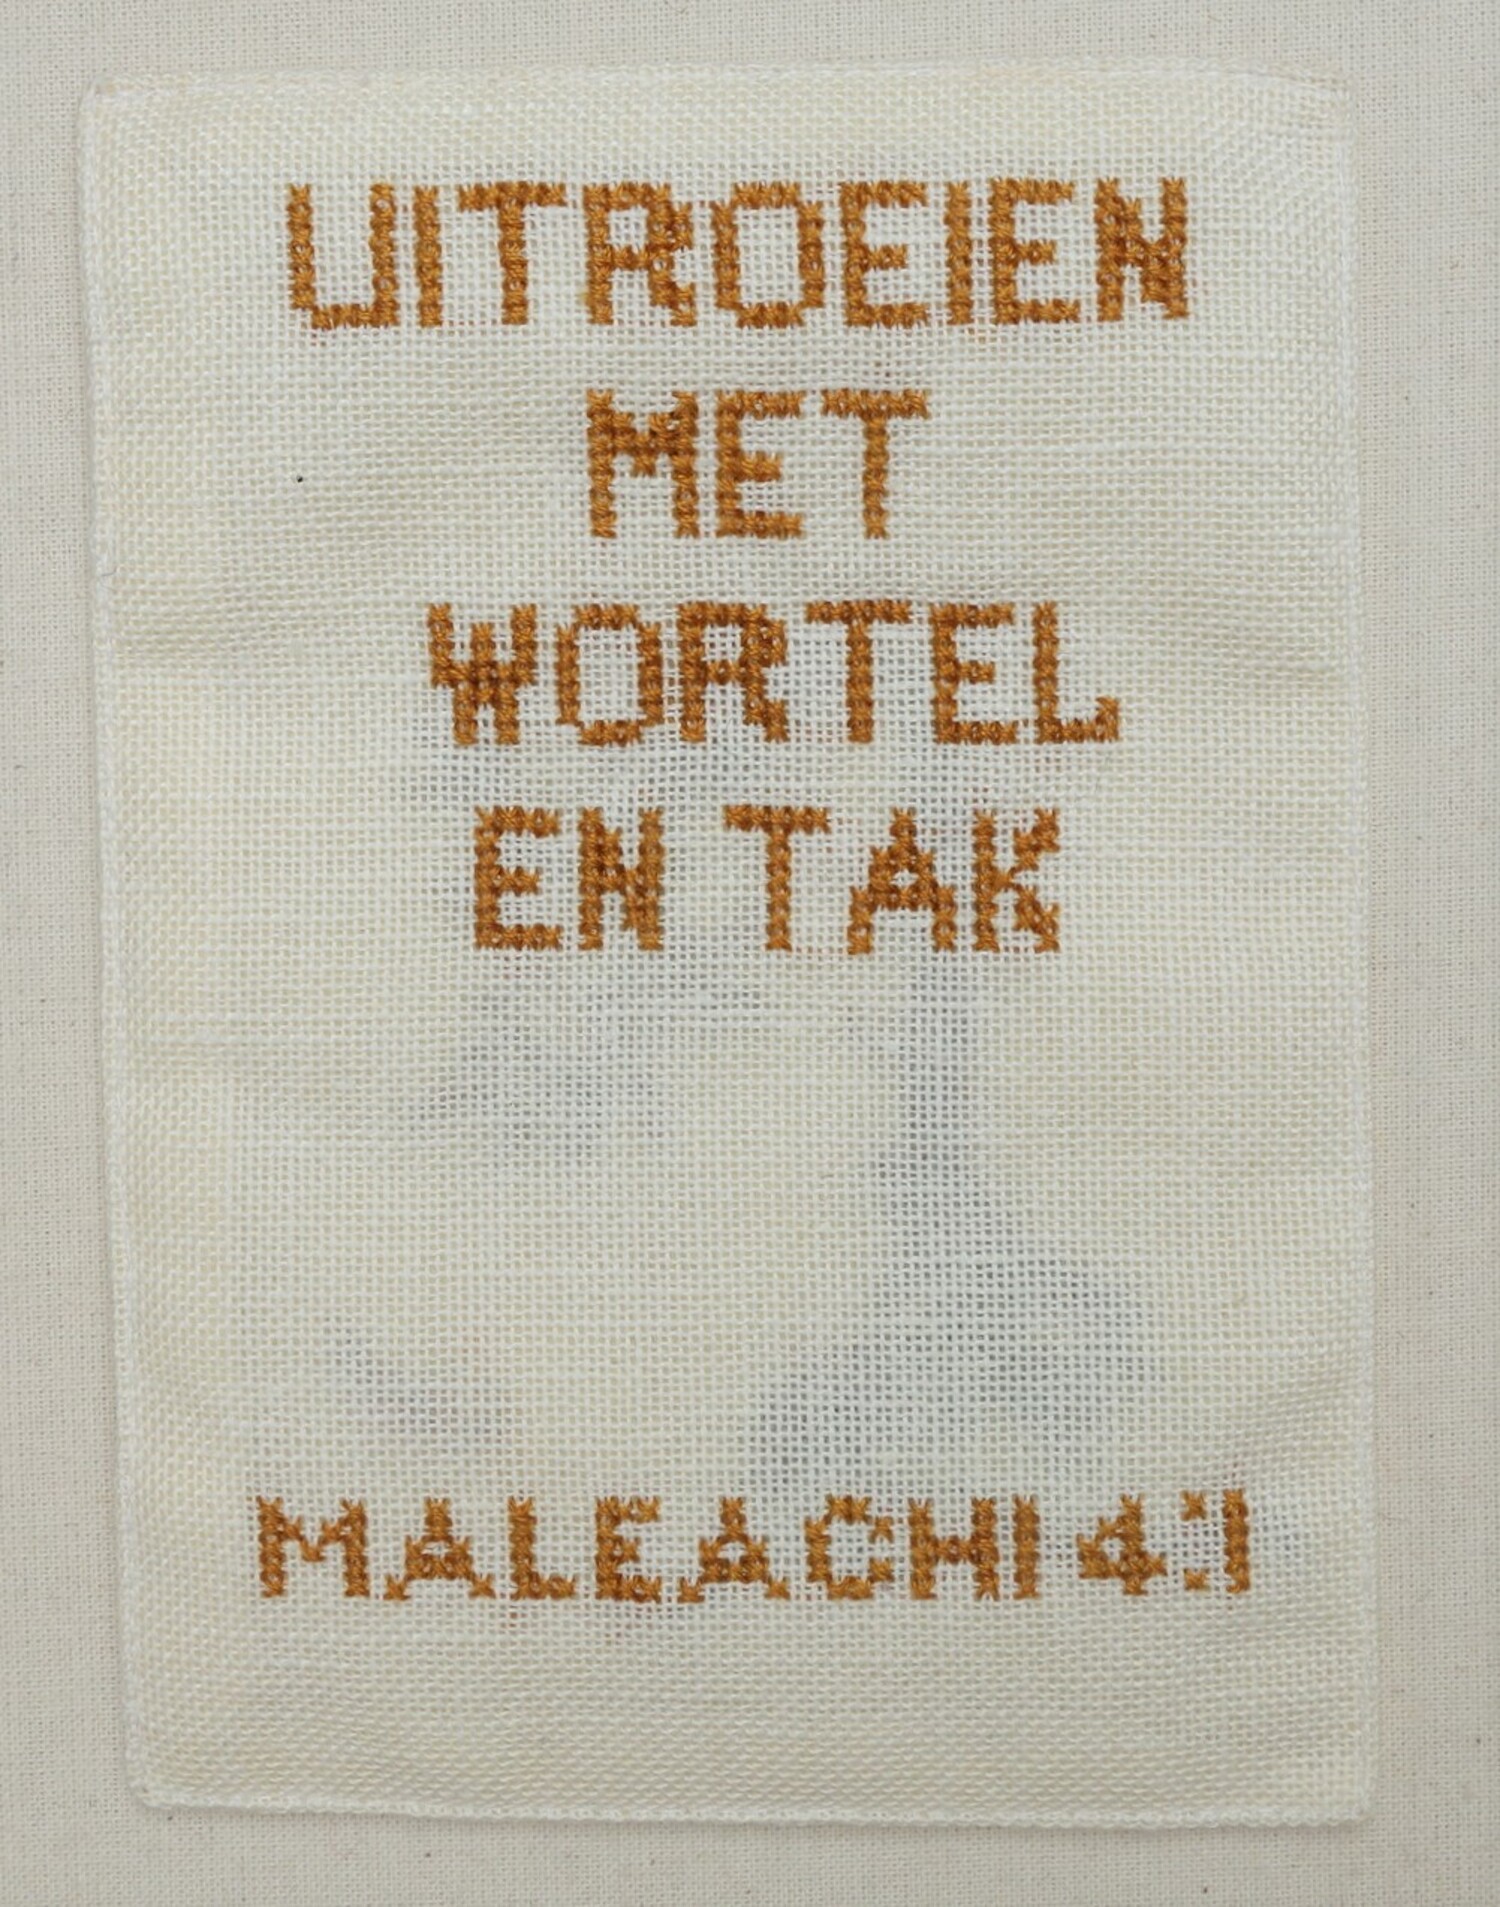 UITROEIEN
MET
WORTEL
EN TAK
MALEACHI 4:1